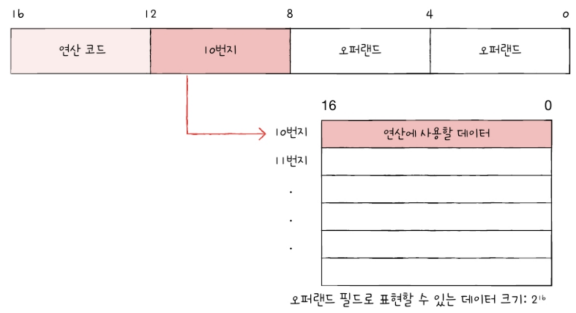 16 12 8 4 0
연산 코드 10번지 오퍼랜드 오퍼랜드
16 0
10번지 연산에 사용할 데이터
11번지
.
.
.
오퍼랜드 필드로 표현할 수 있는 데이터 크기: 2¹⁶